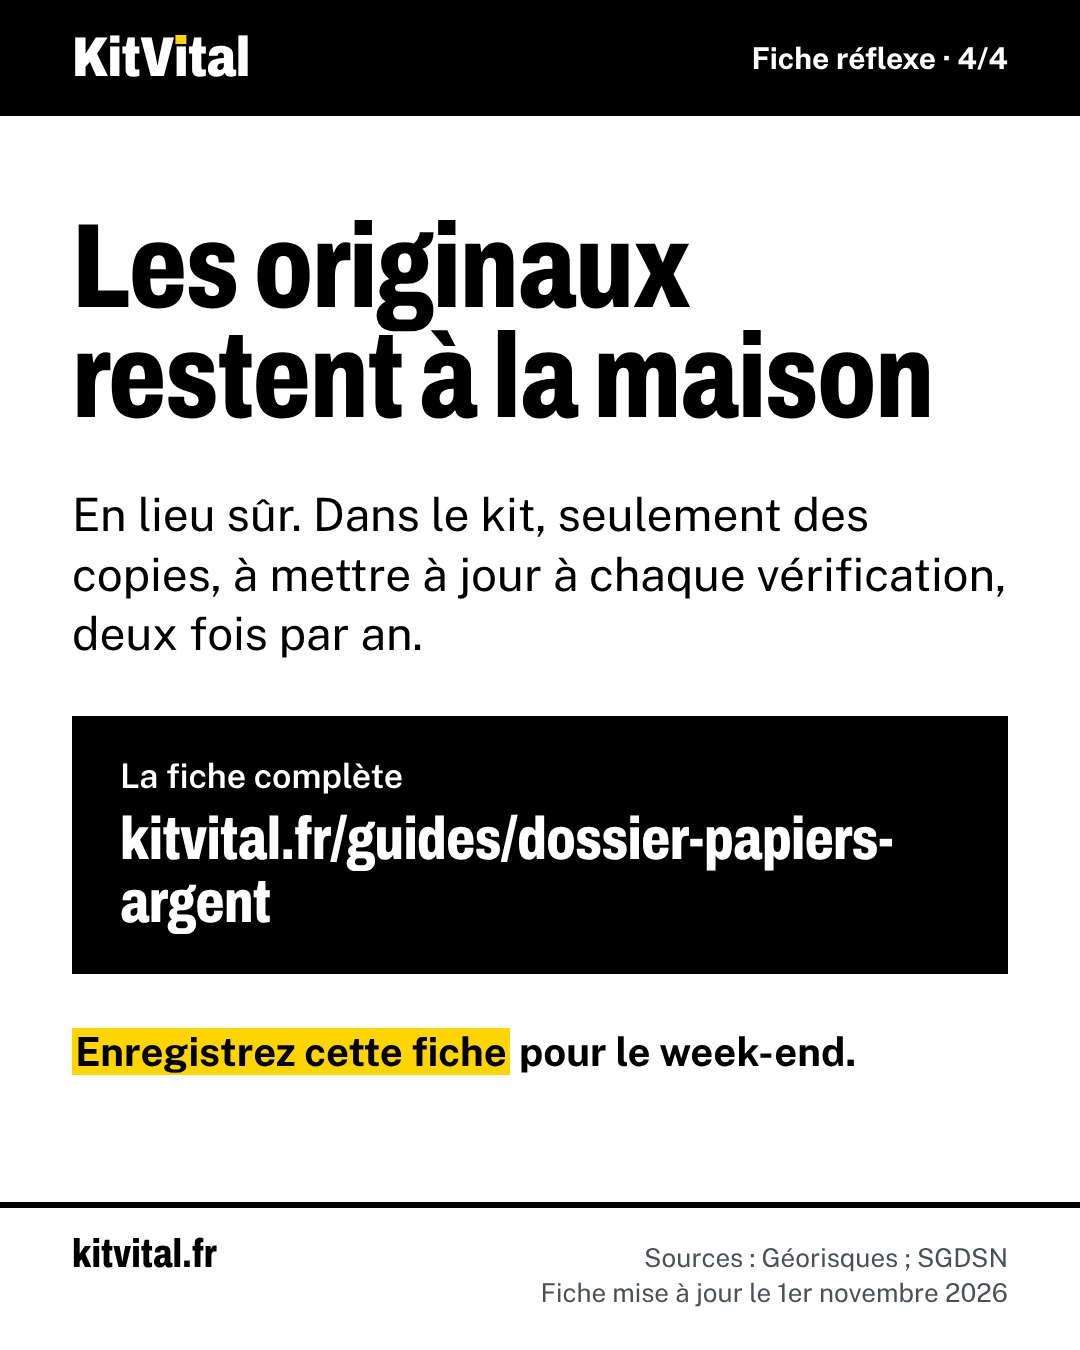 KitVital
Fiche réflexe · 4/4
Les originaux
restent à la maison
En lieu sûr. Dans le kit, seulement des
copies, à mettre à jour à chaque vérification,
deux fois par an.
La fiche complète
kitvital.fr/guides/dossier-papiers-
argent
Enregistrez cette fiche pour le week-end.
kitvital.fr
Sources : Géorisques ; SGDSN
Fiche mise à jour le 1er novembre 2026